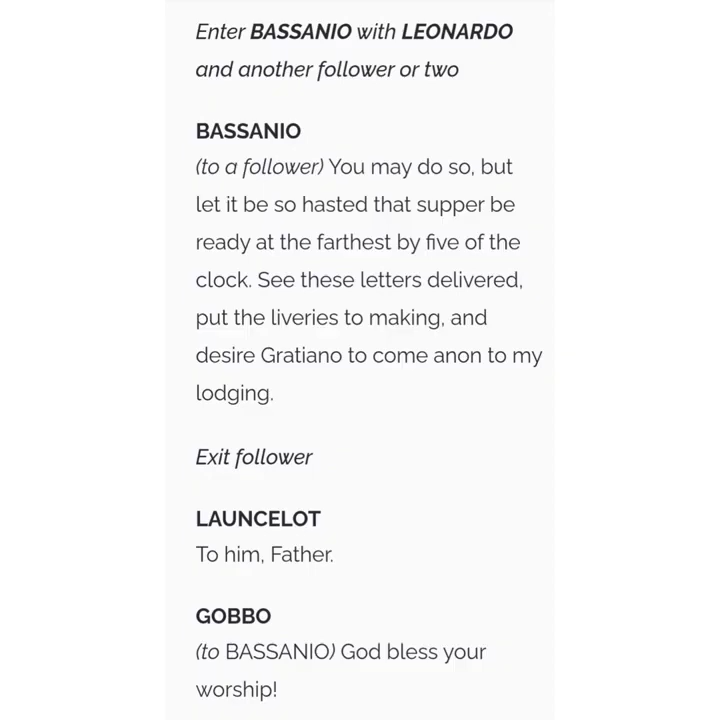 Enter BASSANIO with LEONARDO
and another follower or two
BASSANIO
(to a follower) You may do so, but
let it be so hasted that supper be
ready at the farthest by five of the
clock. See these letters delivered,
put the liveries to making, and
desire Gratiano to come anon to my
lodging.
Exit follower
LAUNCELOT
To him, Father.
GOBBO
(to BASSANIO) God bless your
worship!